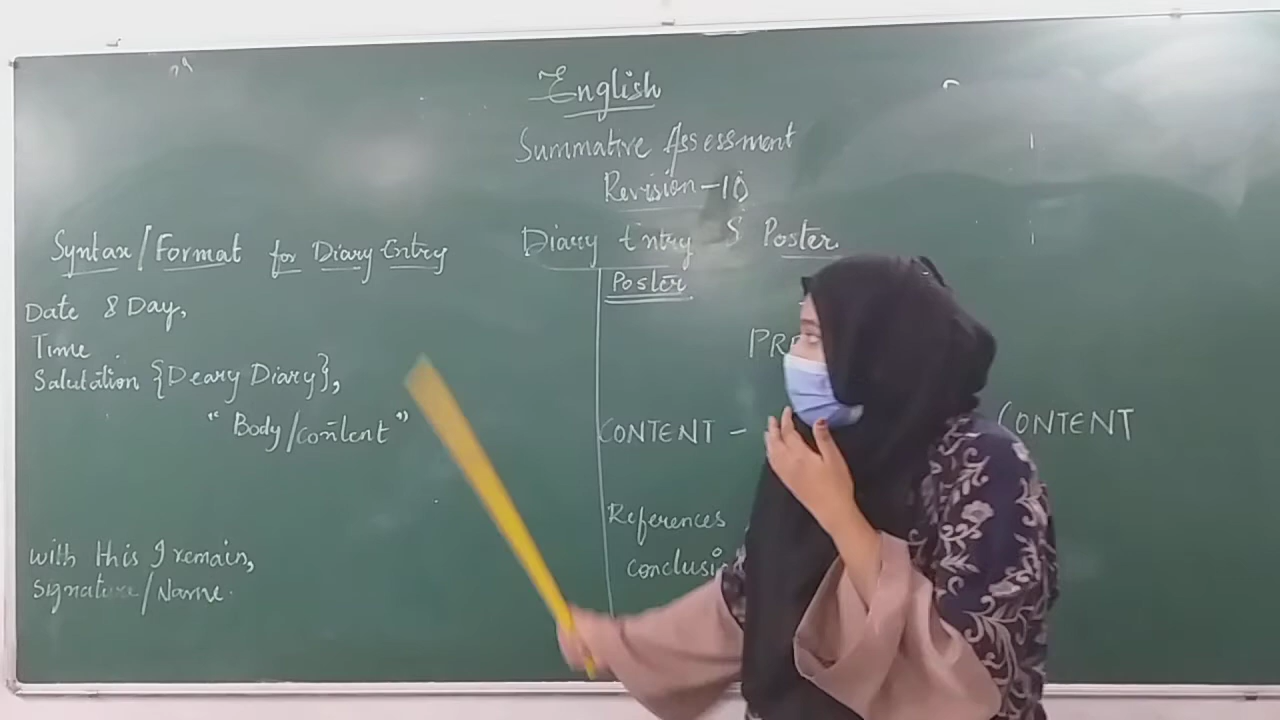 English
Summative Assessment
Revision-10
Diary Entry & Poster
Syntax/Format for Diary Entry
Date & Day,
Time
Salutation {Deary Diary},
"Body/content"
with this I remain,
Signature/Name.
Poster
CONTENT - CONTENT
References